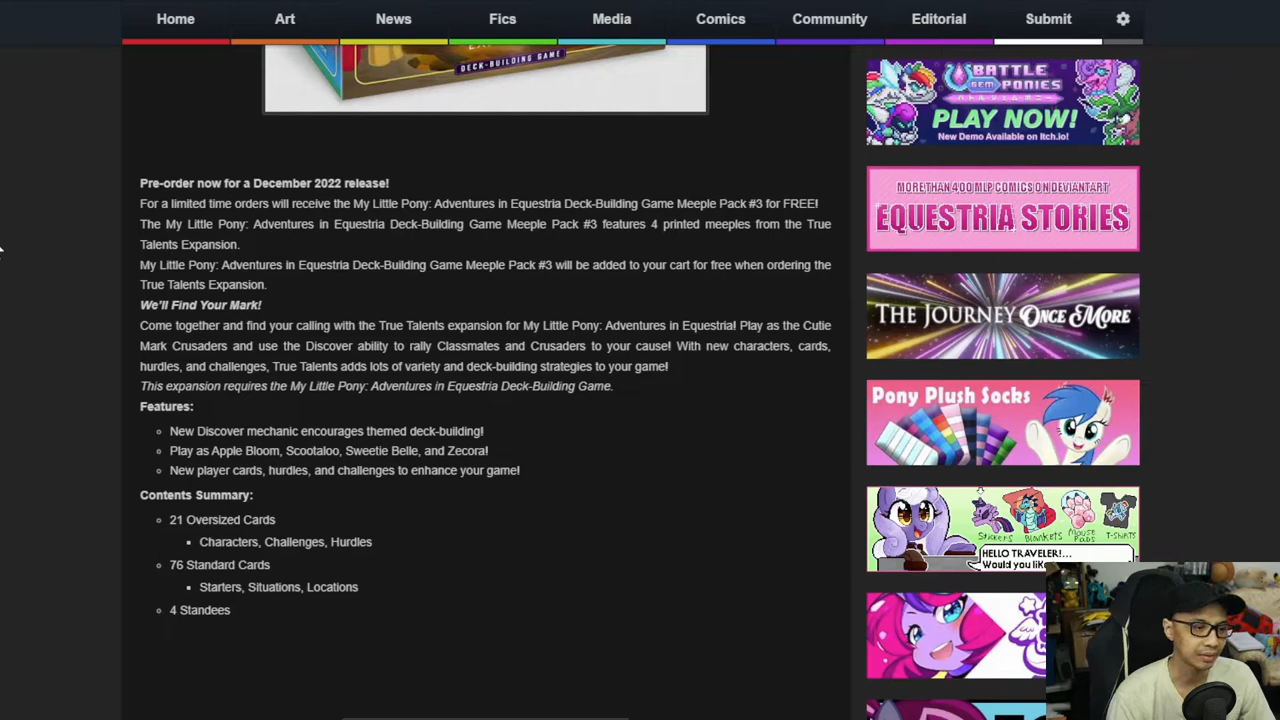 Home Art News Fics Media Comics Community Editorial Submit
DECK-BUILDING GAME
Pre-order now for a December 2022 release!
For a limited time orders will receive the My Little Pony: Adventures in Equestria Deck-Building Game Meeple Pack #3 for FREE!
The My Little Pony: Adventures in Equestria Deck-Building Game Meeple Pack #3 features 4 printed meeples from the True
Talents Expansion.
My Little Pony: Adventures in Equestria Deck-Building Game Meeple Pack #3 will be added to your cart for free when ordering the
True Talents Expansion.
We'll Find Your Mark!
Come together and find your calling with the True Talents expansion for My Little Pony: Adventures in Equestria! Play as the Cutie
Mark Crusaders and use the Discover ability to rally Classmates and Crusaders to your cause! With new characters, cards,
hurdles, and challenges, True Talents adds lots of variety and deck-building strategies to your game!
This expansion requires the My Little Pony: Adventures in Equestria Deck-Building Game.
Features:
New Discover mechanic encourages themed deck-building!
Play as Apple Bloom, Scootaloo, Sweetie Belle, and Zecora!
New player cards, hurdles, and challenges to enhance your game!
Contents Summary:
21 Oversized Cards
Characters, Challenges, Hurdles
76 Standard Cards
Starters, Situations, Locations
4 Standees
BATTLE
GEM PONIES
バトルジェムポニー
PLAY NOW!
New Demo Available on Itch.io!
MORE THAN 400 MLP COMICS ON DEVIANTART
EQUESTRIA STORIES
THE JOURNEY ONCE MORE
Pony Plush Socks
STICKERS BLANKETS MOUSE PADS T-SHIRTS
HELLO TRAVELER!...
Would you like